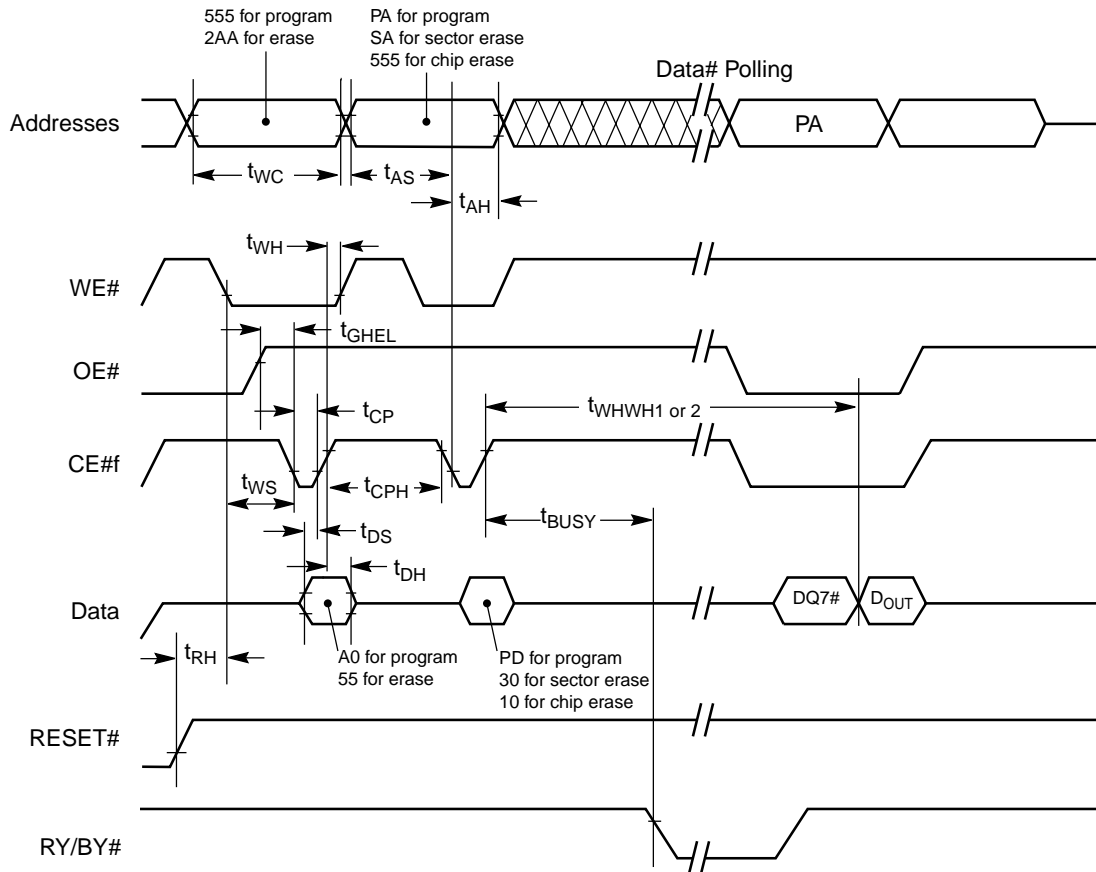 555 for program
2AA for erase
PA for program
SA for sector erase
555 for chip erase
Data# Polling
Addresses
PA
tWC
tAS
tAH
tWH
WE#
tGHEL
OE#
tWHWH1 or 2
tCP
CE#f
tWS
tCPH
tBUSY
tDS
tDH
Data
DQ7#
DOUT
tRH
A0 for program
55 for erase
PD for program
30 for sector erase
10 for chip erase
RESET#
RY/BY#